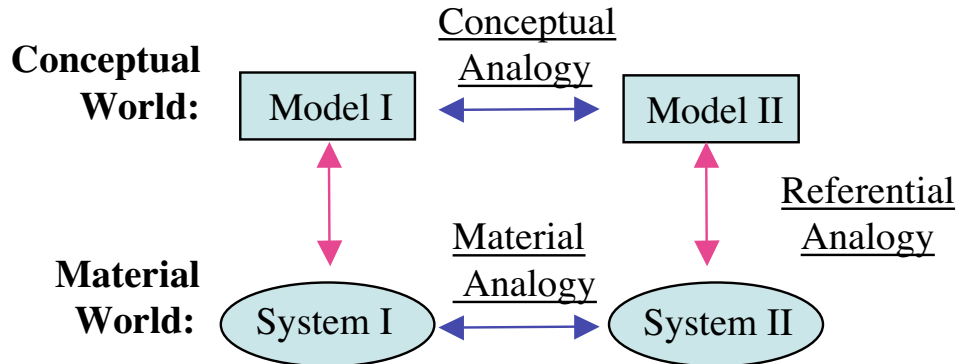 Conceptual
Analogy
Conceptual
World:
Model I
Model II
Referential
Analogy
Material
Analogy
Material
World:
System I
System II